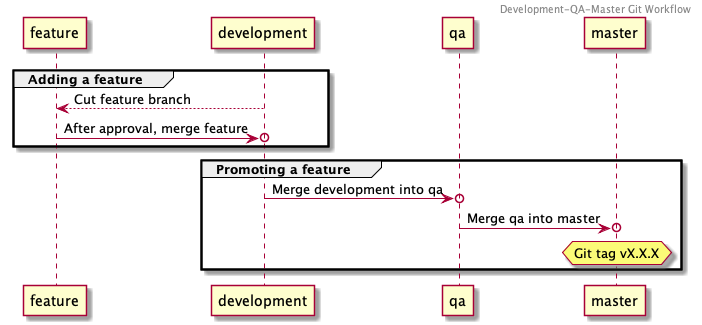 Development-QA-Master Git Workflow
feature
development
qa
master
Adding a feature
Cut feature branch
After approval, merge feature
Promoting a feature
Merge development into qa
Merge qa into master
Git tag vX.X.X
feature
development
qa
master